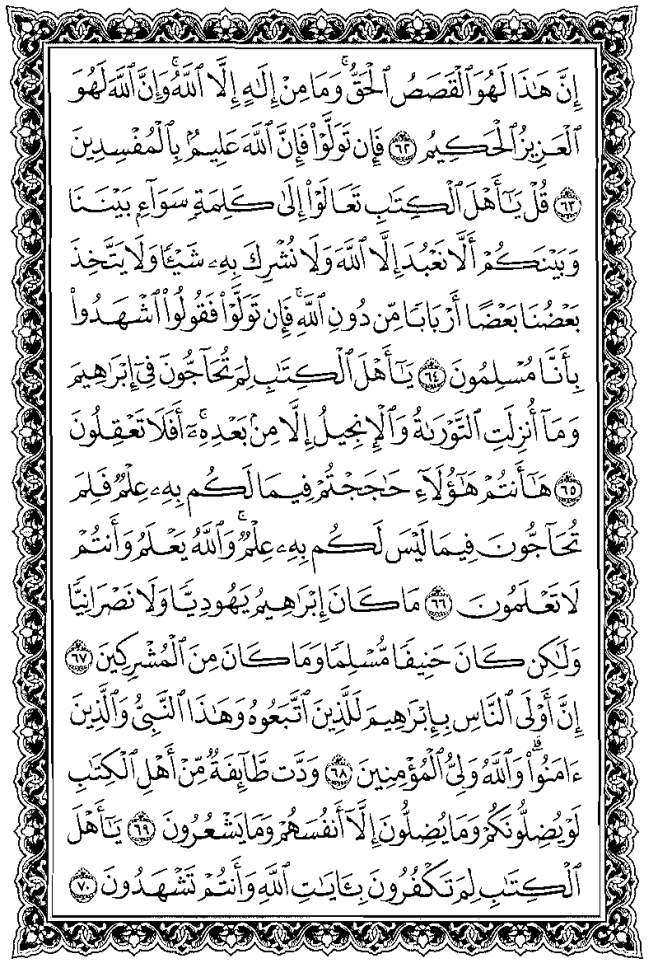 إِنَّ هَٰذَا لَهُوَ ٱلْقَصَصُ ٱلْحَقُّ ۚ وَمَا مِنْ إِلَٰهٍ إِلَّا ٱللَّهُ ۚ وَإِنَّ ٱللَّهَ لَهُوَ
ٱلْعَزِيزُ ٱلْحَكِيمُ ٦٢ فَإِن تَوَلَّوْا۟ فَإِنَّ ٱللَّهَ عَلِيمٌۢ بِٱلْمُفْسِدِينَ
٦٣ قُلْ يَٰٓأَهْلَ ٱلْكِتَٰبِ تَعَالَوْا۟ إِلَىٰ كَلِمَةٍ سَوَآءٍۭ بَيْنَنَا
وَبَيْنَكُمْ أَلَّا نَعْبُدَ إِلَّا ٱللَّهَ وَلَا نُشْرِكَ بِهِۦ شَيْـًٔا وَلَا يَتَّخِذَ
بَعْضُنَا بَعْضًا أَرْبَابًا مِّن دُونِ ٱللَّهِ ۚ فَإِن تَوَلَّوْا۟ فَقُولُوا۟ ٱشْهَدُوا۟
بِأَنَّا مُسْلِمُونَ ٦٤ يَٰٓأَهْلَ ٱلْكِتَٰبِ لِمَ تُحَآجُّونَ فِىٓ إِبْرَٰهِيمَ
وَمَآ أُنزِلَتِ ٱلتَّوْرَىٰةُ وَٱلْإِنجِيلُ إِلَّا مِنۢ بَعْدِهِۦٓ ۚ أَفَلَا تَعْقِلُونَ
٦٥ هَٰٓأَنتُمْ هَٰٓؤُلَآءِ حَٰجَجْتُمْ فِيمَا لَكُم بِهِۦ عِلْمٌ فَلِمَ
تُحَآجُّونَ فِيمَا لَيْسَ لَكُم بِهِۦ عِلْمٌ ۚ وَٱللَّهُ يَعْلَمُ وَأَنتُمْ
لَا تَعْلَمُونَ ٦٦ مَا كَانَ إِبْرَٰهِيمُ يَهُودِيًّا وَلَا نَصْرَانِيًّا
وَلَٰكِن كَانَ حَنِيفًا مُّسْلِمًا وَمَا كَانَ مِنَ ٱلْمُشْرِكِينَ ٦٧
إِنَّ أَوْلَى ٱلنَّاسِ بِإِبْرَٰهِيمَ لَلَّذِينَ ٱتَّبَعُوهُ وَهَٰذَا ٱلنَّبِىُّ وَٱلَّذِينَ
ءَامَنُوا۟ ۗ وَٱللَّهُ وَلِىُّ ٱلْمُؤْمِنِينَ ٦٨ وَدَّت طَّآئِفَةٌ مِّنْ أَهْلِ ٱلْكِتَٰبِ
لَوْ يُضِلُّونَكُمْ وَمَا يُضِلُّونَ إِلَّآ أَنفُسَهُمْ وَمَا يَشْعُرُونَ ٦٩ يَٰٓأَهْلَ
ٱلْكِتَٰبِ لِمَ تَكْفُرُونَ بِـَٔايَٰتِ ٱللَّهِ وَأَنتُمْ تَشْهَدُونَ ٧٠